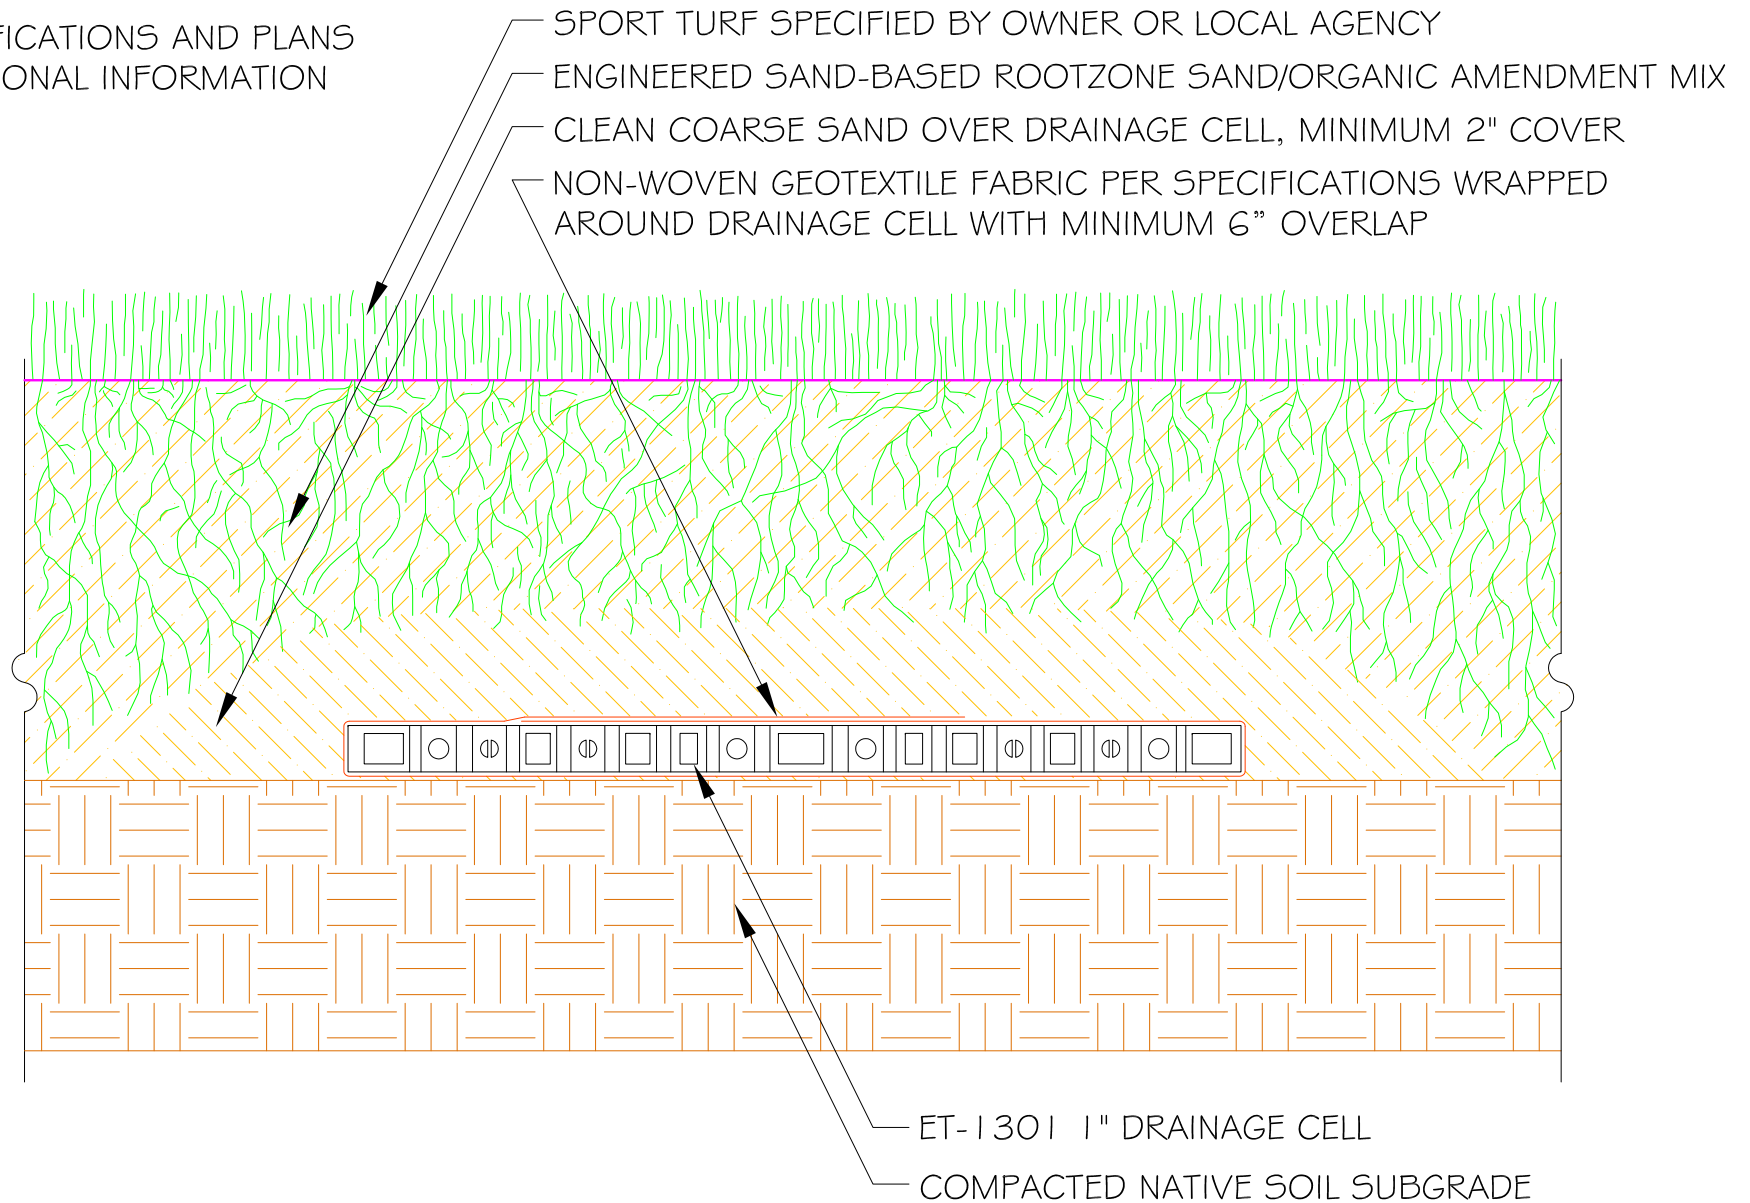 FICATIONS AND PLANS
ONAL INFORMATION
SPORT TURF SPECIFIED BY OWNER OR LOCAL AGENCY
ENGINEERED SAND-BASED ROOTZONE SAND/ORGANIC AMENDMENT MIX
CLEAN COARSE SAND OVER DRAINAGE CELL, MINIMUM 2" COVER
NON-WOVEN GEOTEXTILE FABRIC PER SPECIFICATIONS WRAPPED
AROUND DRAINAGE CELL WITH MINIMUM 6” OVERLAP
ET-1301 1" DRAINAGE CELL
COMPACTED NATIVE SOIL SUBGRADE